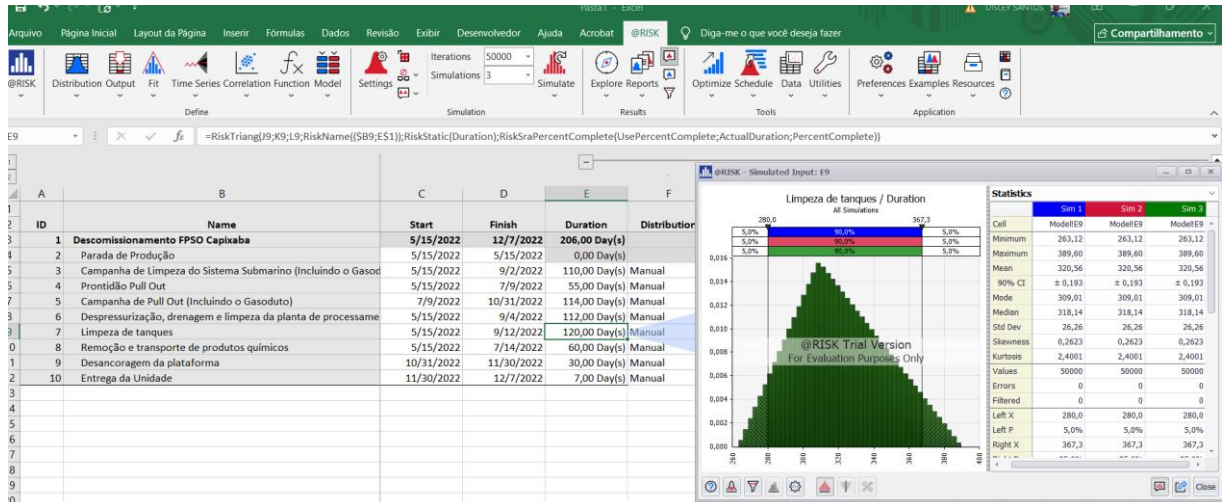 Pasta1 - Excel
DISLEY SANTOS
Arquivo Página Inicial Layout da Página Inserir Fórmulas Dados Revisão Exibir Desenvolvedor Ajuda Acrobat @RISK Diga-me o que você deseja fazer Compartilhamento
Iterations 50000
Simulations 3
@RISK Distribution Output Fit Time Series Correlation Function Model Settings Simulate Explore Reports Optimize Schedule Data Utilities Preferences Examples Resources
Define Simulation Results Tools Application
E9 fx =RiskTriang(J9;K9;L9;RiskName(($B9;E$1));RiskStatic(Duration);RiskSraPercentComplete(UsePercentComplete;ActualDuration;PercentComplete))
A B C D E F
ID Name Start Finish Duration Distribution
1 Descomissionamento FPSO Capixaba 5/15/2022 12/7/2022 206,00 Day(s)
2 Parada de Produção 5/15/2022 5/15/2022 0,00 Day(s)
3 Campanha de Limpeza do Sistema Submarino (Incluindo o Gasod 5/15/2022 9/2/2022 110,00 Day(s) Manual
4 Prontidão Pull Out 5/15/2022 7/9/2022 55,00 Day(s) Manual
5 Campanha de Pull Out (Incluindo o Gasoduto) 7/9/2022 10/31/2022 114,00 Day(s) Manual
6 Despressurização, drenagem e limpeza da planta de processame 5/15/2022 9/4/2022 112,00 Day(s) Manual
7 Limpeza de tanques 5/15/2022 9/12/2022 120,00 Day(s) Manual
8 Remoção e transporte de produtos químicos 5/15/2022 7/14/2022 60,00 Day(s) Manual
9 Desancoragem da plataforma 10/31/2022 11/30/2022 30,00 Day(s) Manual
10 Entrega da Unidade 11/30/2022 12/7/2022 7,00 Day(s) Manual
@RISK - Simulated Input: E9
Limpeza de tanques / Duration
All Simulations
280,0 367,3
5,0% 90,0% 5,0%
5,0% 90,0% 5,0%
5,0% 90,0% 5,0%
0,016
0,014
0,012
0,010
0,008
0,006
0,004
0,002
0,000
@RISK Trial Version
For Evaluation Purposes Only
260 280 300 320 340 360 380 400
Statistics
Sim 1 Sim 2 Sim 3
Cell Model!E9 Model!E9 Model!E9
Minimum 263,12 263,12 263,12
Maximum 389,60 389,60 389,60
Mean 320,56 320,56 320,56
90% CI ± 0,193 ± 0,193 ± 0,193
Mode 309,01 309,01 309,01
Median 318,14 318,14 318,14
Std Dev 26,26 26,26 26,26
Skewness 0,2623 0,2623 0,2623
Kurtosis 2,4001 2,4001 2,4001
Values 50000 50000 50000
Errors 0 0 0
Filtered 0 0 0
Left X 280,0 280,0 280,0
Left P 5,0% 5,0% 5,0%
Right X 367,3 367,3 367,3
Close